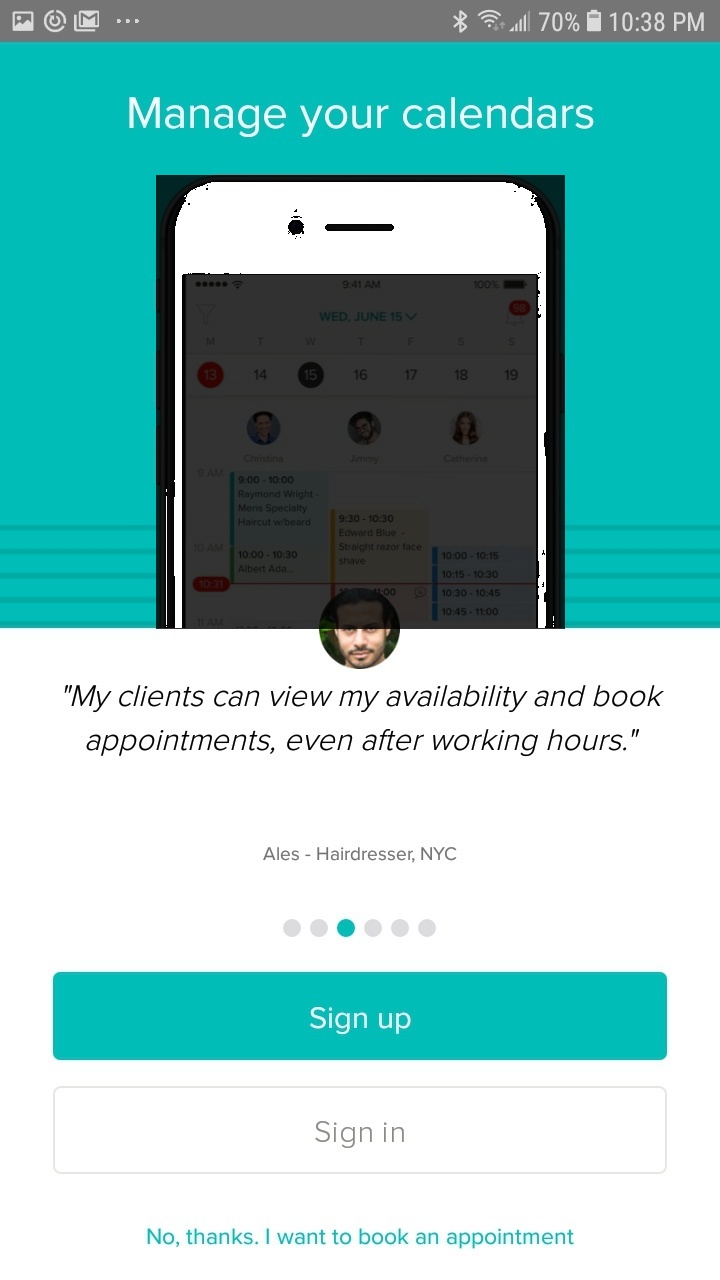 70% 10:38 PM
Manage your calendars
9:41 AM 100%
WED, JUNE 15
98
M T W T F S S
13 14 15 16 17 18 19
Christina Jimmy Catherine
9 AM
9:00 - 10:00
Raymond Wright -
Mens Specialty
Haircut w/beard
9:30 - 10:30
Edward Blue -
Straight razor face
shave
10 AM
10:00 - 10:30
Albert Ada...
10:00 - 10:15
10:15 - 10:30
10:31
10:30 - 10:45
10:45 - 11:00
11 AM
"My clients can view my availability and book
appointments, even after working hours."
Ales - Hairdresser, NYC
Sign up
Sign in
No, thanks. I want to book an appointment